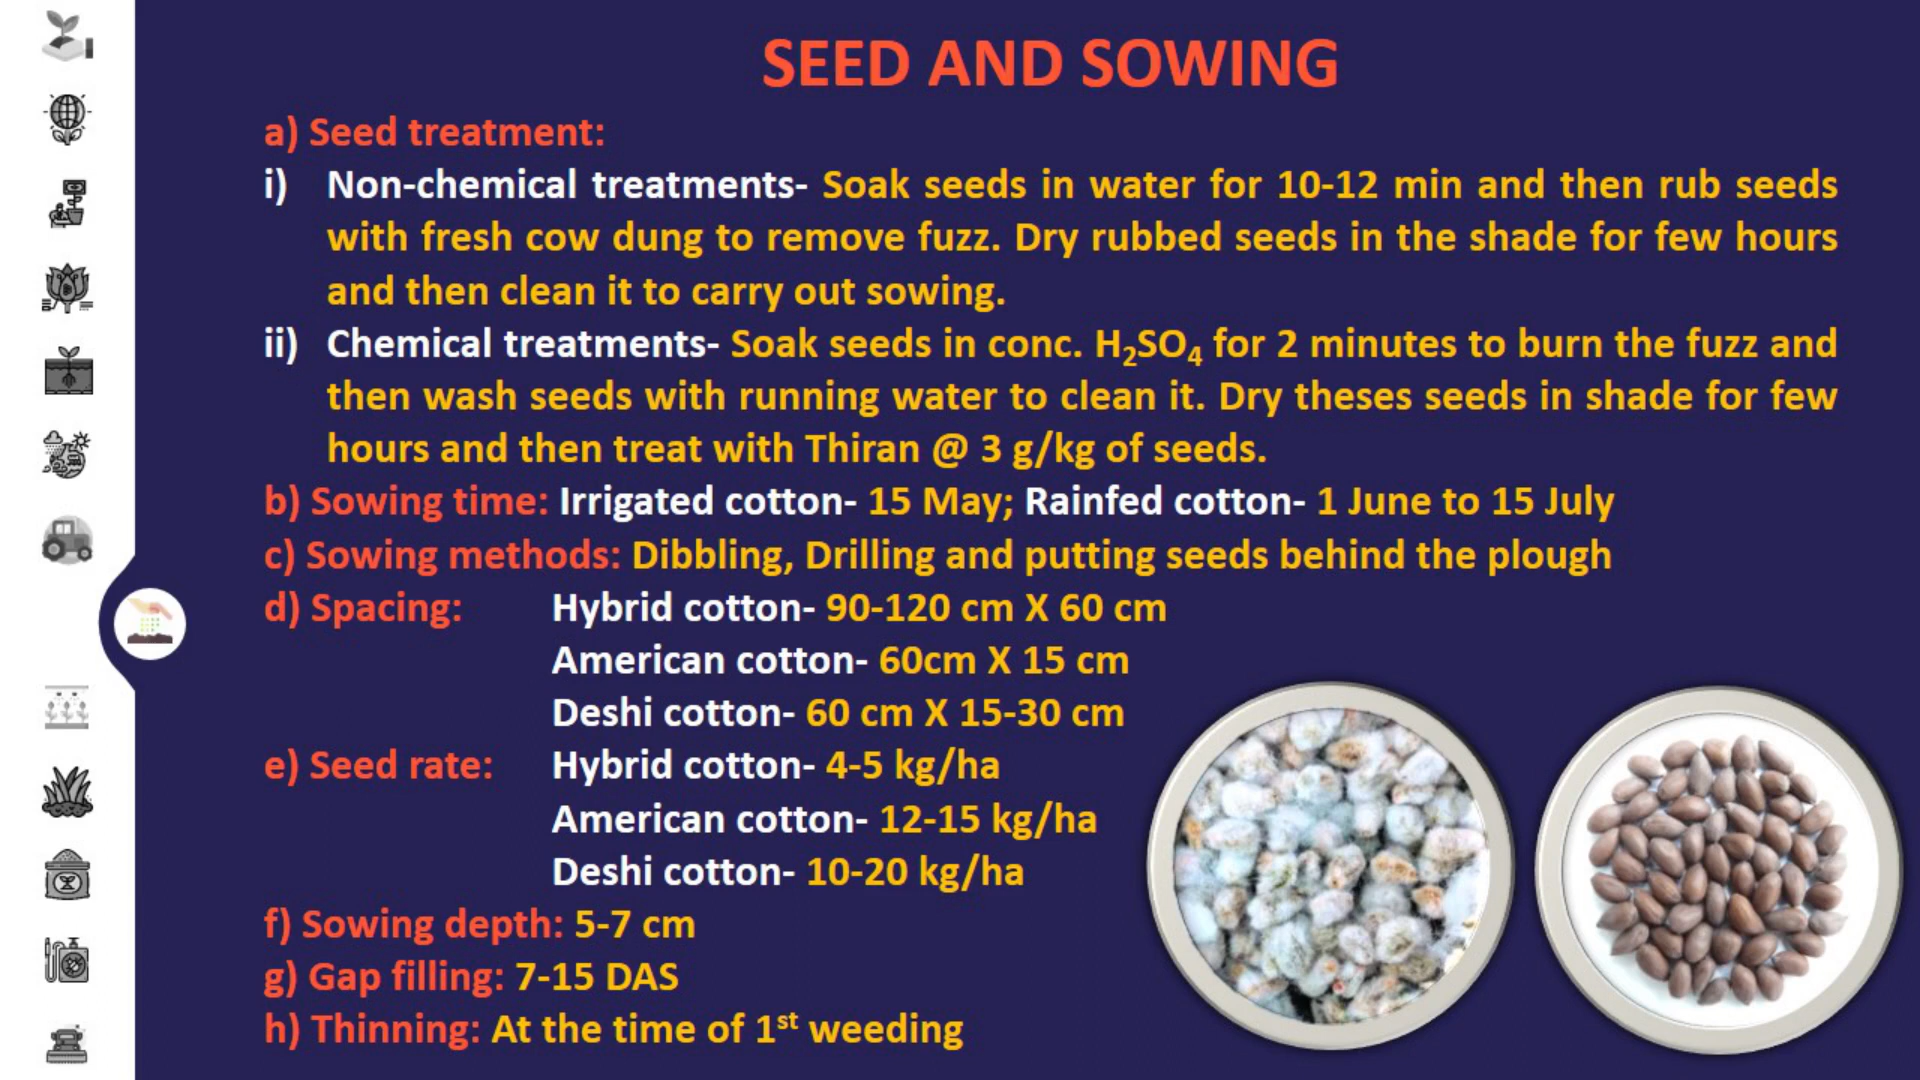 SEED AND SOWING
a) Seed treatment:
i) Non-chemical treatments- Soak seeds in water for 10-12 min and then rub seeds
with fresh cow dung to remove fuzz. Dry rubbed seeds in the shade for few hours
and then clean it to carry out sowing.
ii) Chemical treatments- Soak seeds in conc. H₂SO₄ for 2 minutes to burn the fuzz and
then wash seeds with running water to clean it. Dry theses seeds in shade for few
hours and then treat with Thiran @ 3 g/kg of seeds.
b) Sowing time: Irrigated cotton- 15 May; Rainfed cotton- 1 June to 15 July
c) Sowing methods: Dibbling, Drilling and putting seeds behind the plough
d) Spacing: Hybrid cotton- 90-120 cm X 60 cm
American cotton- 60cm X 15 cm
Deshi cotton- 60 cm X 15-30 cm
e) Seed rate: Hybrid cotton- 4-5 kg/ha
American cotton- 12-15 kg/ha
Deshi cotton- 10-20 kg/ha
f) Sowing depth: 5-7 cm
g) Gap filling: 7-15 DAS
h) Thinning: At the time of 1st weeding